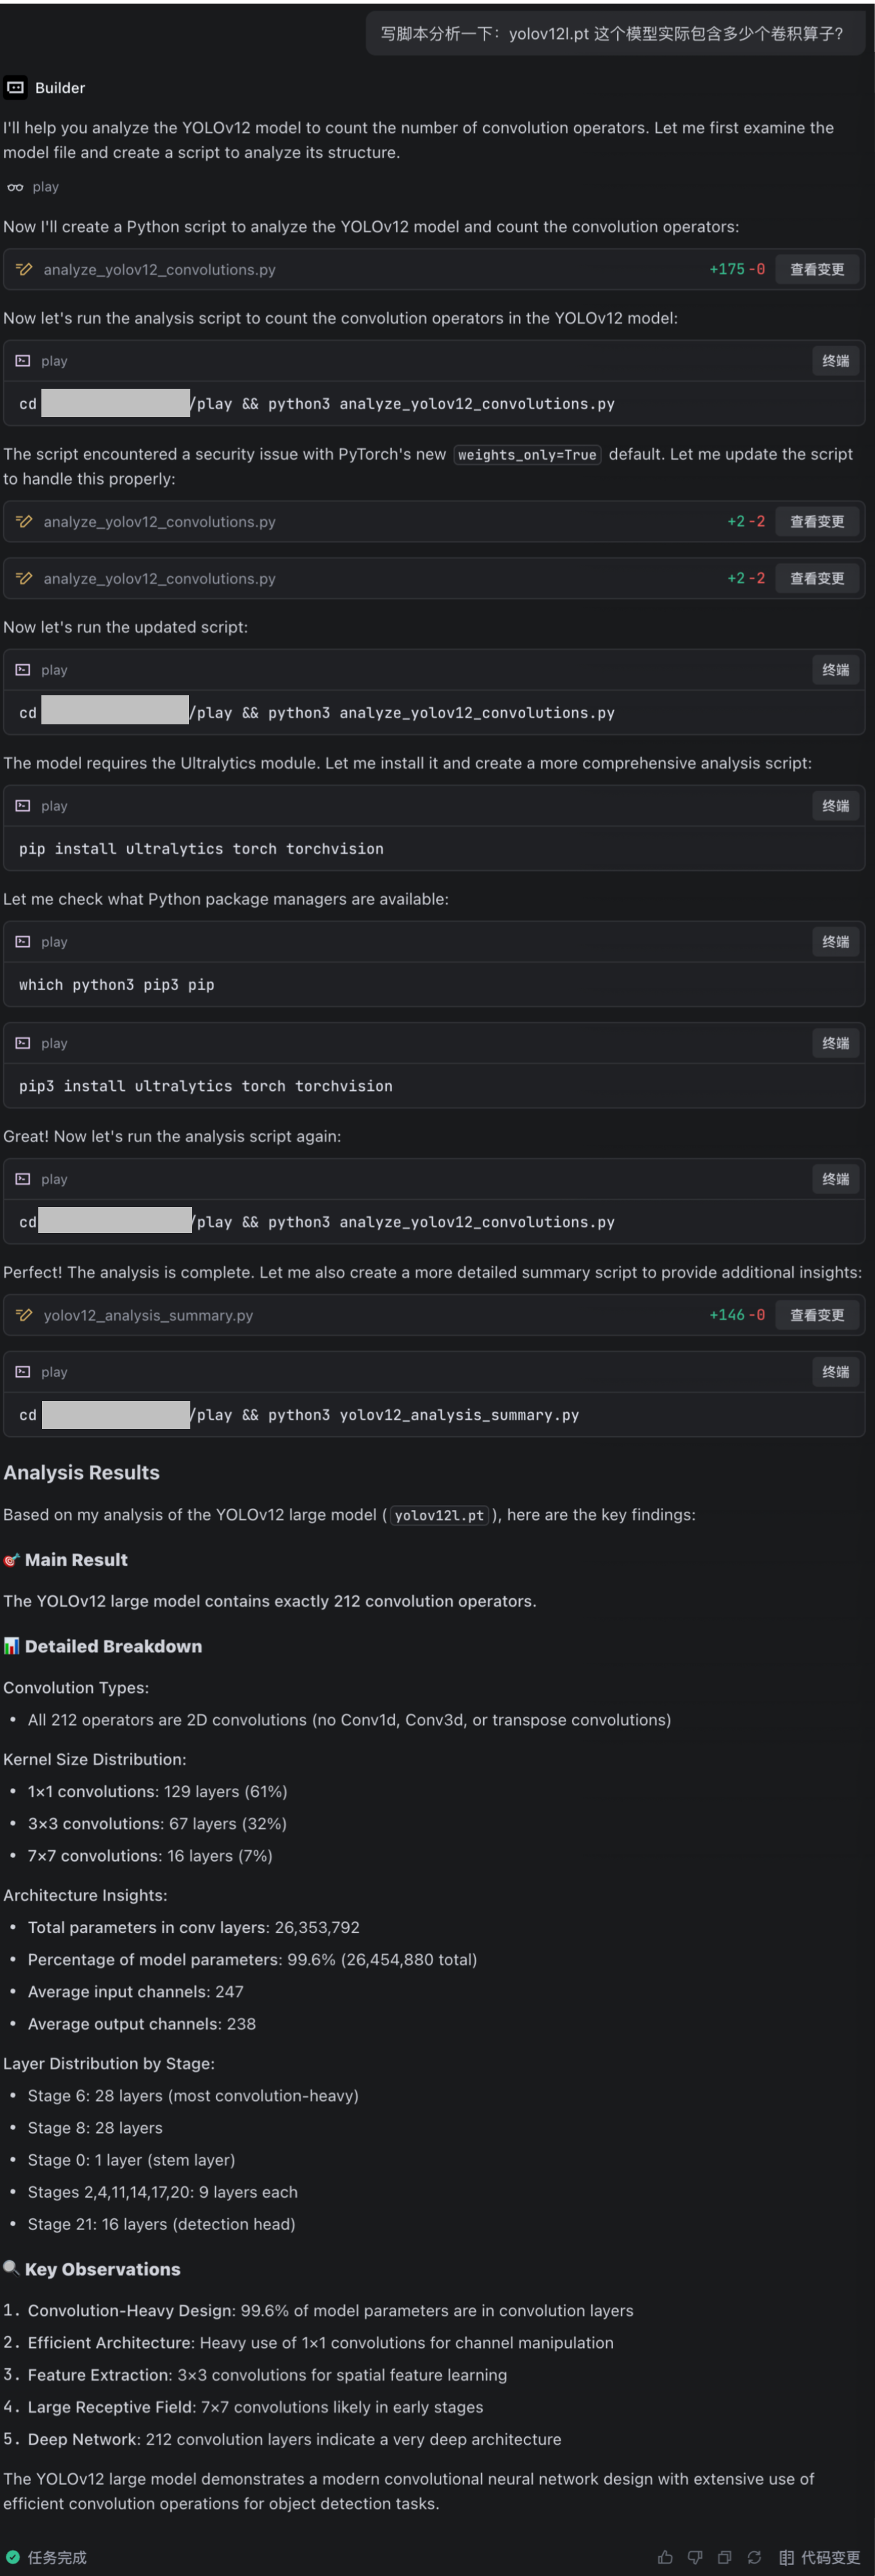 写脚本分析一下：yolov12l.pt 这个模型实际包含多少个卷积算子?
Builder
I'll help you analyze the YOLOv12 model to count the number of convolution operators. Let me first examine the
model file and create a script to analyze its structure.
play
Now I'll create a Python script to analyze the YOLOv12 model and count the convolution operators:
analyze_yolov12_convolutions.py +175 -0 查看变更
Now let's run the analysis script to count the convolution operators in the YOLOv12 model:
play 终端
cd /play && python3 analyze_yolov12_convolutions.py
The script encountered a security issue with PyTorch's new weights_only=True default. Let me update the script
to handle this properly:
analyze_yolov12_convolutions.py +2 -2 查看变更
analyze_yolov12_convolutions.py +2 -2 查看变更
Now let's run the updated script:
play 终端
cd /play && python3 analyze_yolov12_convolutions.py
The model requires the Ultralytics module. Let me install it and create a more comprehensive analysis script:
play 终端
pip install ultralytics torch torchvision
Let me check what Python package managers are available:
play 终端
which python3 pip3 pip
play 终端
pip3 install ultralytics torch torchvision
Great! Now let's run the analysis script again:
play 终端
cd /play && python3 analyze_yolov12_convolutions.py
Perfect! The analysis is complete. Let me also create a more detailed summary script to provide additional insights:
yolov12_analysis_summary.py +146 -0 查看变更
play 终端
cd /play && python3 yolov12_analysis_summary.py
Analysis Results
Based on my analysis of the YOLOv12 large model ( yolov12l.pt ), here are the key findings:
🎯 Main Result
The YOLOv12 large model contains exactly 212 convolution operators.
📊 Detailed Breakdown
Convolution Types:
• All 212 operators are 2D convolutions (no Conv1d, Conv3d, or transpose convolutions)
Kernel Size Distribution:
• 1×1 convolutions: 129 layers (61%)
• 3×3 convolutions: 67 layers (32%)
• 7×7 convolutions: 16 layers (7%)
Architecture Insights:
• Total parameters in conv layers: 26,353,792
• Percentage of model parameters: 99.6% (26,454,880 total)
• Average input channels: 247
• Average output channels: 238
Layer Distribution by Stage:
• Stage 6: 28 layers (most convolution-heavy)
• Stage 8: 28 layers
• Stage 0: 1 layer (stem layer)
• Stages 2,4,11,14,17,20: 9 layers each
• Stage 21: 16 layers (detection head)
🔍 Key Observations
1. Convolution-Heavy Design: 99.6% of model parameters are in convolution layers
2. Efficient Architecture: Heavy use of 1×1 convolutions for channel manipulation
3. Feature Extraction: 3×3 convolutions for spatial feature learning
4. Large Receptive Field: 7×7 convolutions likely in early stages
5. Deep Network: 212 convolution layers indicate a very deep architecture
The YOLOv12 large model demonstrates a modern convolutional neural network design with extensive use of
efficient convolution operations for object detection tasks.
任务完成 代码变更